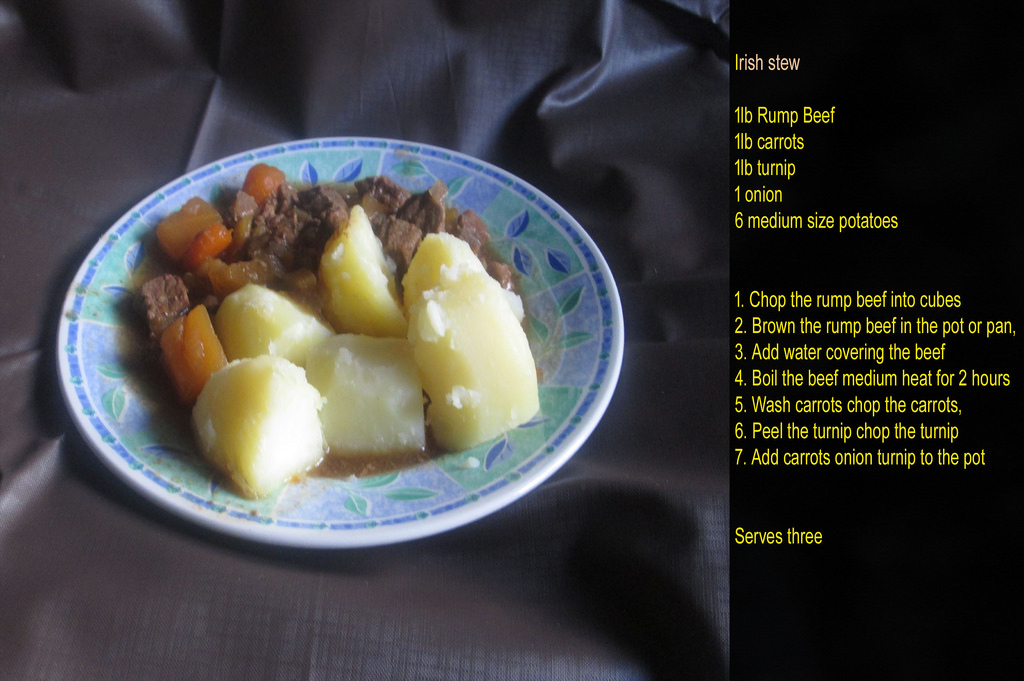 Irish stew
1lb Rump Beef
1lb carrots
1lb turnip
1 onion
6 medium size potatoes
1. Chop the rump beef into cubes
2. Brown the rump beef in the pot or pan,
3. Add water covering the beef
4. Boil the beef medium heat for 2 hours
5. Wash carrots chop the carrots,
6. Peel the turnip chop the turnip
7. Add carrots onion turnip to the pot
Serves three